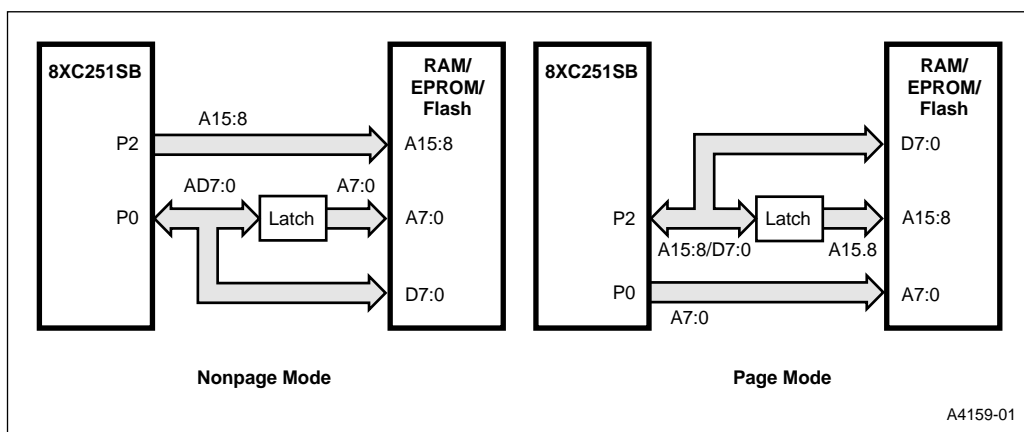 8XC251SB
RAM/
EPROM/
Flash
A15:8
P2
A15:8
AD7:0
A7:0
P0
Latch
A7:0
D7:0
Nonpage Mode
8XC251SB
RAM/
EPROM/
Flash
D7:0
P2
Latch
A15:8
A15:8/D7:0
A15.8
P0
A7:0
A7:0
Page Mode
A4159-01